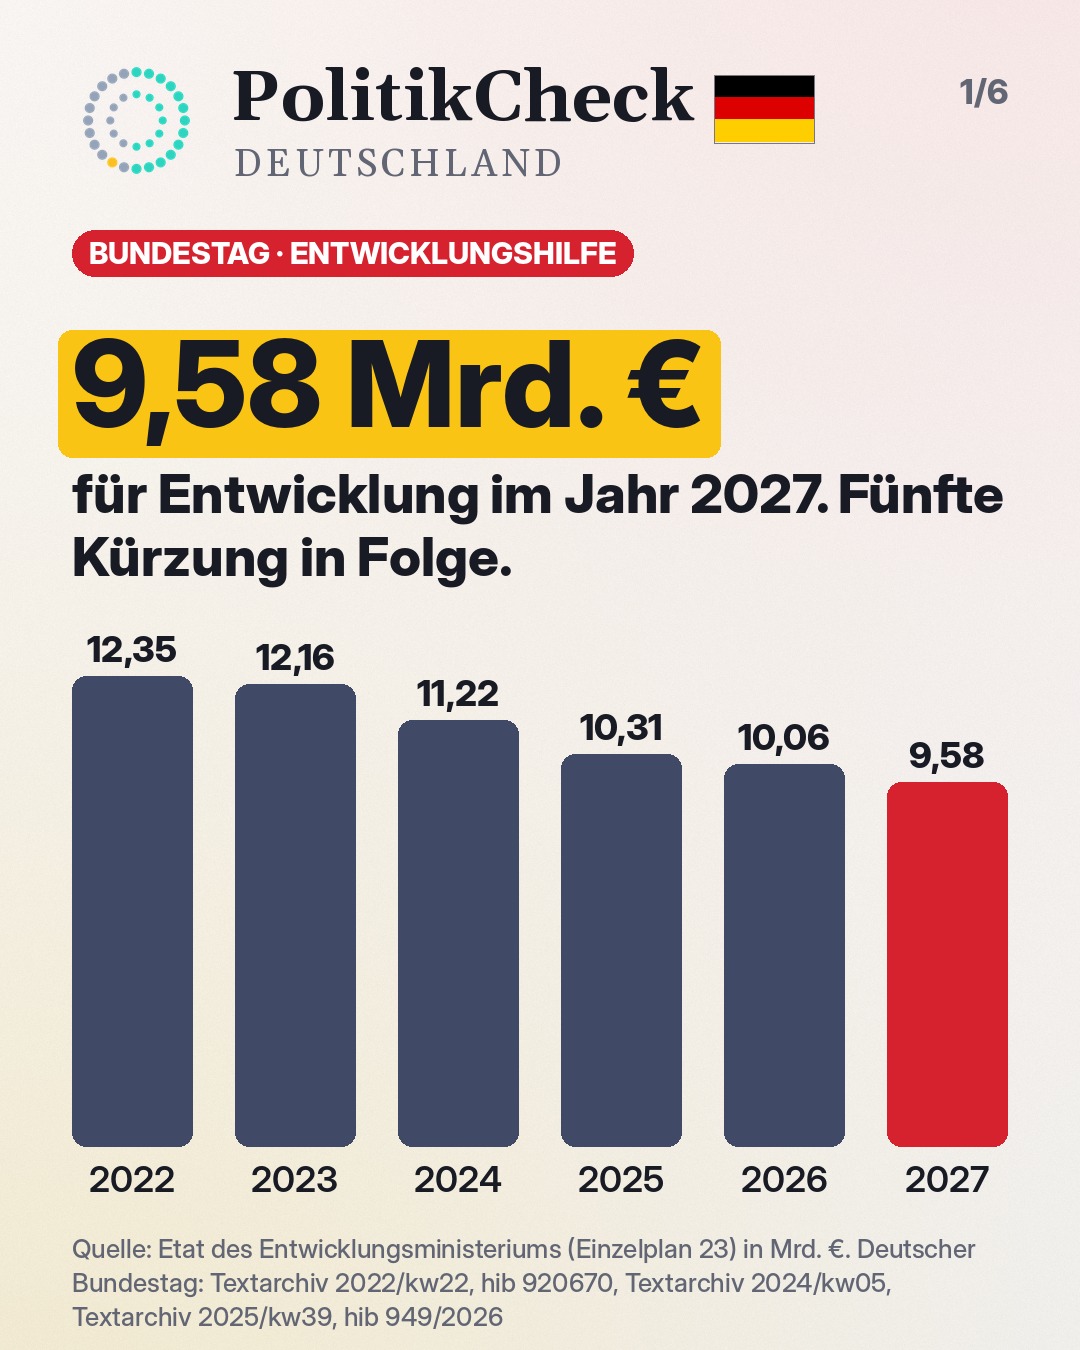 PolitikCheck
1/6
DEUTSCHLAND
BUNDESTAG · ENTWICKLUNGSHILFE
9,58 Mrd. €
für Entwicklung im Jahr 2027. Fünfte
Kürzung in Folge.
12,35
12,16
11,22
10,31
10,06
9,58
2022
2023
2024
2025
2026
2027
Quelle: Etat des Entwicklungsministeriums (Einzelplan 23) in Mrd. €. Deutscher
Bundestag: Textarchiv 2022/kw22, hib 920670, Textarchiv 2024/kw05,
Textarchiv 2025/kw39, hib 949/2026